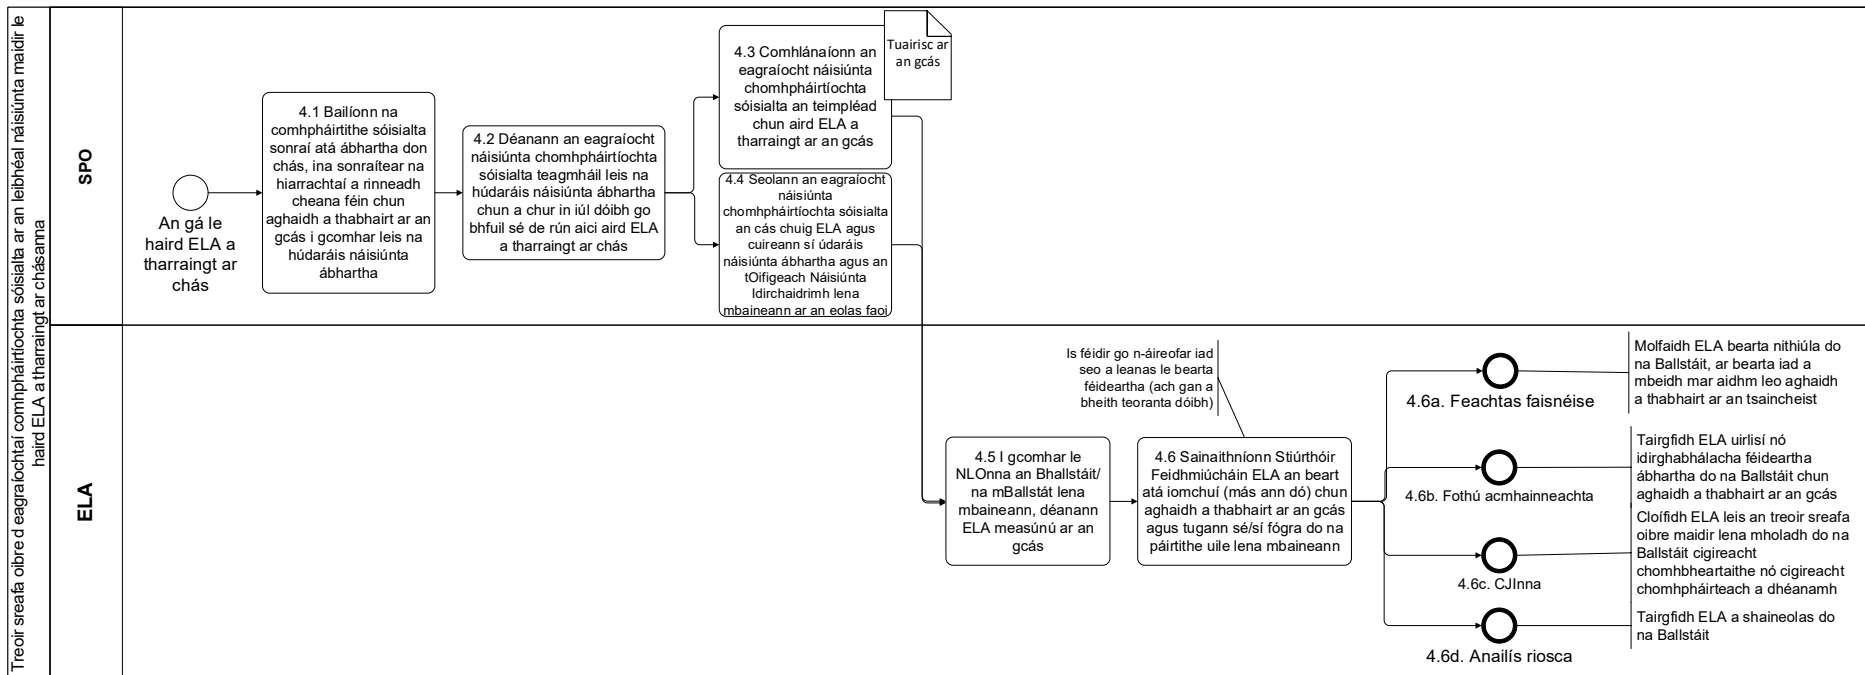 Treoir sreafa oibre d eagraíochtaí comhpháirtíochta sóisialta ar an leibhéal náisiúnta maidir le
haird ELA a tharraingt ar chásanna
SPO
An gá le
haird ELA a
tharraingt ar
chás
4.1 Bailíonn na
comhpháirtithe sóisialta
sonraí atá ábhartha don
chás, ina sonraítear na
hiarrachtaí a rinneadh
cheana féin chun
aghaidh a thabhairt ar an
gcás i gcomhar leis na
húdaráis náisiúnta
ábhartha
4.2 Déanann an eagraíocht
náisiúnta chomhpháirtíochta
sóisialta teagmháil leis na
húdaráis náisiúnta ábhartha
chun a chur in iúl dóibh go
bhfuil sé de rún aici aird ELA
a tharraingt ar chás
4.3 Comhlánaíonn an
eagraíocht náisiúnta
chomhpháirtíochta
sóisialta an teimpléad
chun aird ELA a
tharraingt ar an gcás
Tuairisc ar
an gcás
4.4 Seolann an eagraíocht
náisiúnta
chomhpháirtíochta sóisialta
an cás chuig ELA agus
cuireann sí údaráis
náisiúnta ábhartha agus an
tOifigeach Náisiúnta
Idirchaidrimh lena
mbaineann ar an eolas faoi
ELA
4.5 I gcomhar le
NLOnna an Bhallstáit/
na mBallstát lena
mbaineann, déanann
ELA measúnú ar an
gcás
Is féidir go n-áireofar iad
seo a leanas le bearta
féideartha (ach gan a
bheith teoranta dóibh)
4.6 Sainaithníonn Stiúrthóir
Feidhmiúcháin ELA an beart
atá iomchuí (más ann dó) chun
aghaidh a thabhairt ar an gcás
agus tugann sé/sí fógra do na
páirtithe uile lena mbaineann
4.6a. Feachtas faisnéise
Molfaidh ELA bearta nithiúla do
na Ballstáit, ar bearta iad a
mbeidh mar aidhm leo aghaidh
a thabhairt ar an tsaincheist
4.6b. Fothú acmhainneachta
Tairgfidh ELA uirlisí nó
idirghabhálacha féideartha
ábhartha do na Ballstáit chun
aghaidh a thabhairt ar an gcás
4.6c. CJInna
Cloífidh ELA leis an treoir sreafa
oibre maidir lena mholadh do na
Ballstáit cigireacht
chomhbheartaithe nó cigireacht
chomhpháirteach a dhéanamh
4.6d. Anailís riosca
Tairgfidh ELA a shaineolas do
na Ballstáit